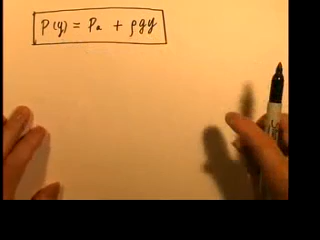 P(y) = Pa + ρgy